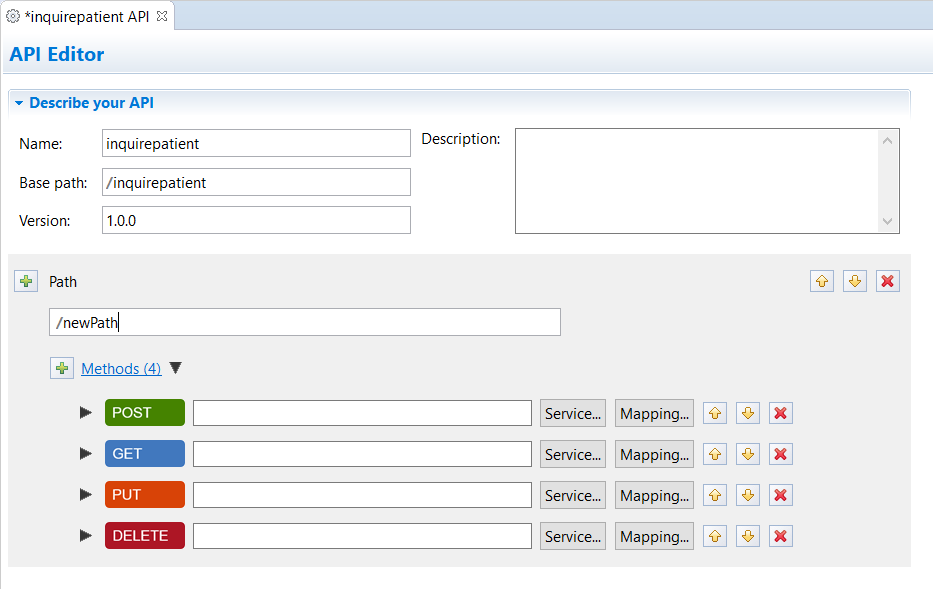 *inquirepatient API
API Editor
Describe your API
Name: inquirepatient
Description:
Base path: /inquirepatient
Version: 1.0.0
Path
/newPath
Methods (4)
POST Service... Mapping...
GET Service... Mapping...
PUT Service... Mapping...
DELETE Service... Mapping...